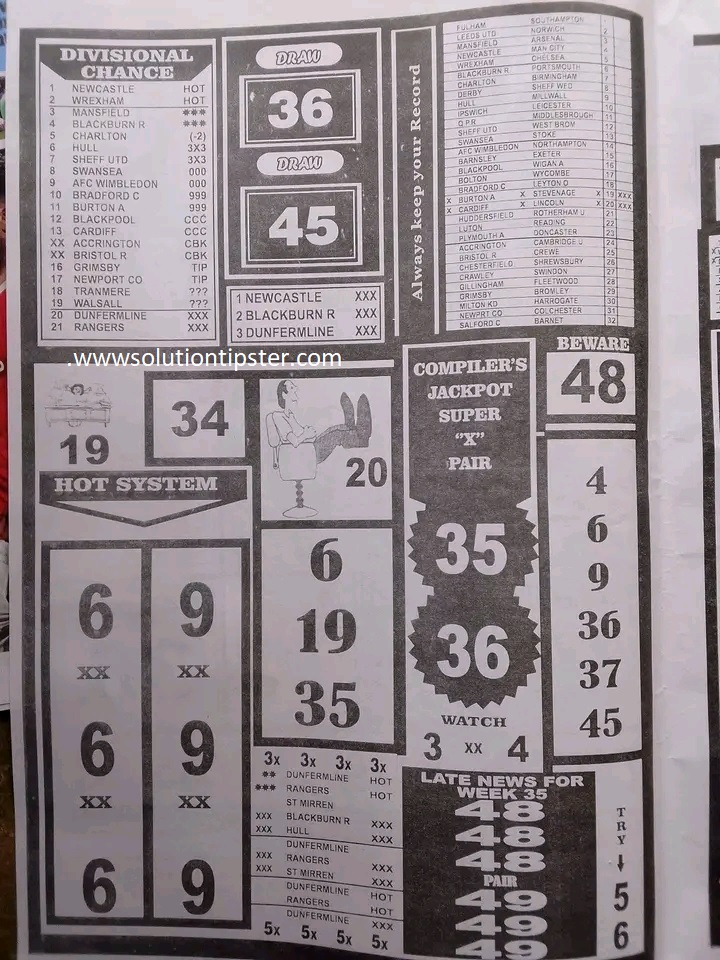 DIVISIONAL
CHANCE
1 NEWCASTLE HOT
2 WREXHAM HOT
3 MANSFIELD ***
4 BLACKBURN R ***
5 CHARLTON (-2)
6 HULL 3X3
7 SHEFF UTD 3X3
8 SWANSEA 000
9 AFC WIMBLEDON 000
10 BRADFORD C 999
11 BURTON A 999
12 BLACKPOOL CCC
13 CARDIFF CCC
XX ACCRINGTON CBK
XX BRISTOL R CBK
16 GRIMSBY TIP
17 NEWPORT CO TIP
18 TRANMERE ???
19 WALSALL ???
20 DUNFERMLINE XXX
21 RANGERS XXX
DRAW
36
DRAW
45
1 NEWCASTLE XXX
2 BLACKBURN R XXX
3 DUNFERMLINE XXX
Always keep your Record
FULHAM SOUTHAMPTON 1
LEEDS UTD NORWICH 2
MANSFIELD ARSENAL 3
NEWCASTLE MAN CITY 4
WREXHAM CHELSEA 5
BLACKBURN R PORTSMOUTH 6
CHARLTON BIRMINGHAM 7
DERBY SHEFF WED 8
HULL MILLWALL 9
IPSWICH LEICESTER 10
Q.P.R MIDDLESBROUGH 11
SHEFF UTD WEST BROM 12
SWANSEA STOKE 13
AFC WIMBLEDON NORTHAMPTON 14
BARNSLEY EXETER 15
BLACKPOOL WIGAN A 16
BOLTON WYCOMBE 17
BRADFORD C LEYTON O 18
X BURTON A X STEVENAGE X 19 XXX
X CARDIFF X LINCOLN X 20 XXX
HUDDERSFIELD ROTHERHAM U 21
LUTON READING 22
PLYMOUTH A DONCASTER 23
ACCRINGTON CAMBRIDGE U 24
BRISTOL R CREWE 25
CHESTERFIELD SHREWSBURY 26
CRAWLEY SWINDON 27
GILLINGHAM FLEETWOOD 28
GRIMSBY BROMLEY 29
MILTON KD HARROGATE 30
NEWPRT CO COLCHESTER 31
SALFORD C BARNET 32
.wwwsolutiontipster.com
19
34
20
COMPILER'S
JACKPOT
SUPER
"X"
PAIR
35
36
WATCH
3 XX 4
BEWARE
48
4
6
9
36
37
45
HOT SYSTEM
6 9
XX XX
6 9
XX XX
6 9
6
19
35
3x 3x 3x 3x
** DUNFERMLINE HOT
*** RANGERS HOT
ST MIRREN
XXX BLACKBURN R XXX
XXX HULL XXX
DUNFERMLINE
XXX RANGERS XXX
XXX ST MIRREN XXX
DUNFERMLINE HOT
RANGERS HOT
DUNFERMLINE XXX
5x 5x 5x 5x
LATE NEWS FOR
WEEK 35
48
48
48
PAIR
49
49
49
TRY
5
6